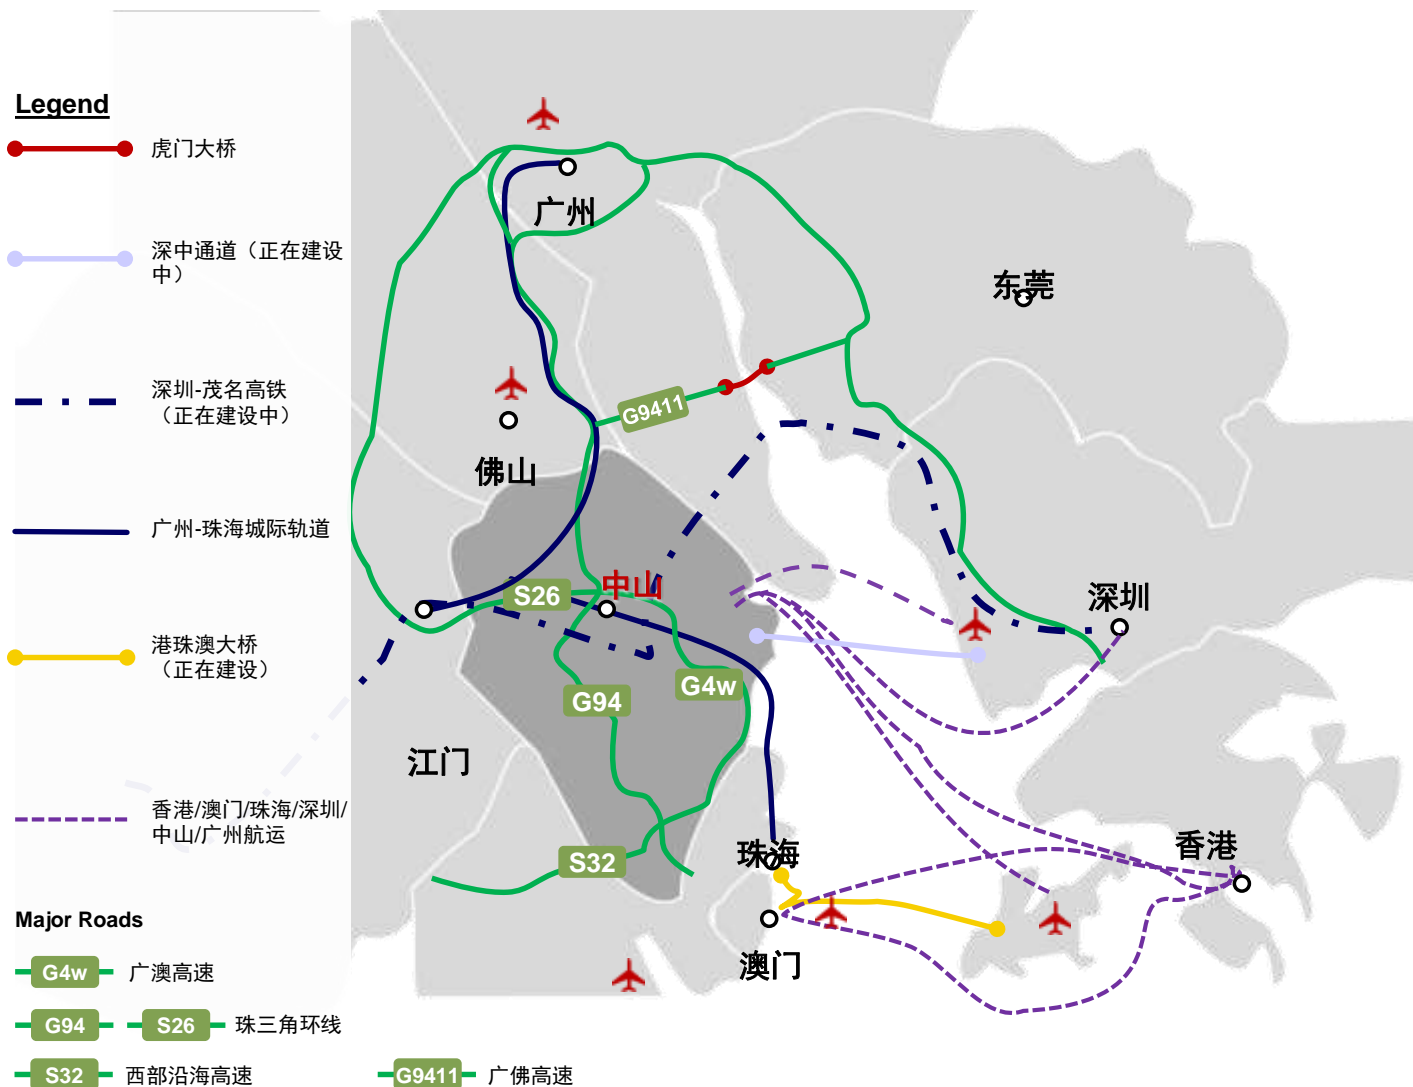 Legend
虎门大桥
深中通道（正在建设
中）
深圳-茂名高铁
（正在建设中）
广州-珠海城际轨道
港珠澳大桥
（正在建设）
香港/澳门/珠海/深圳/
中山/广州航运
Major Roads
G4w 广澳高速
G94 S26 珠三角环线
S32 西部沿海高速
G9411 广佛高速
广州
东莞
G9411
佛山
中山
S26
深圳
G94
G4w
江门
S32
珠海
香港
澳门